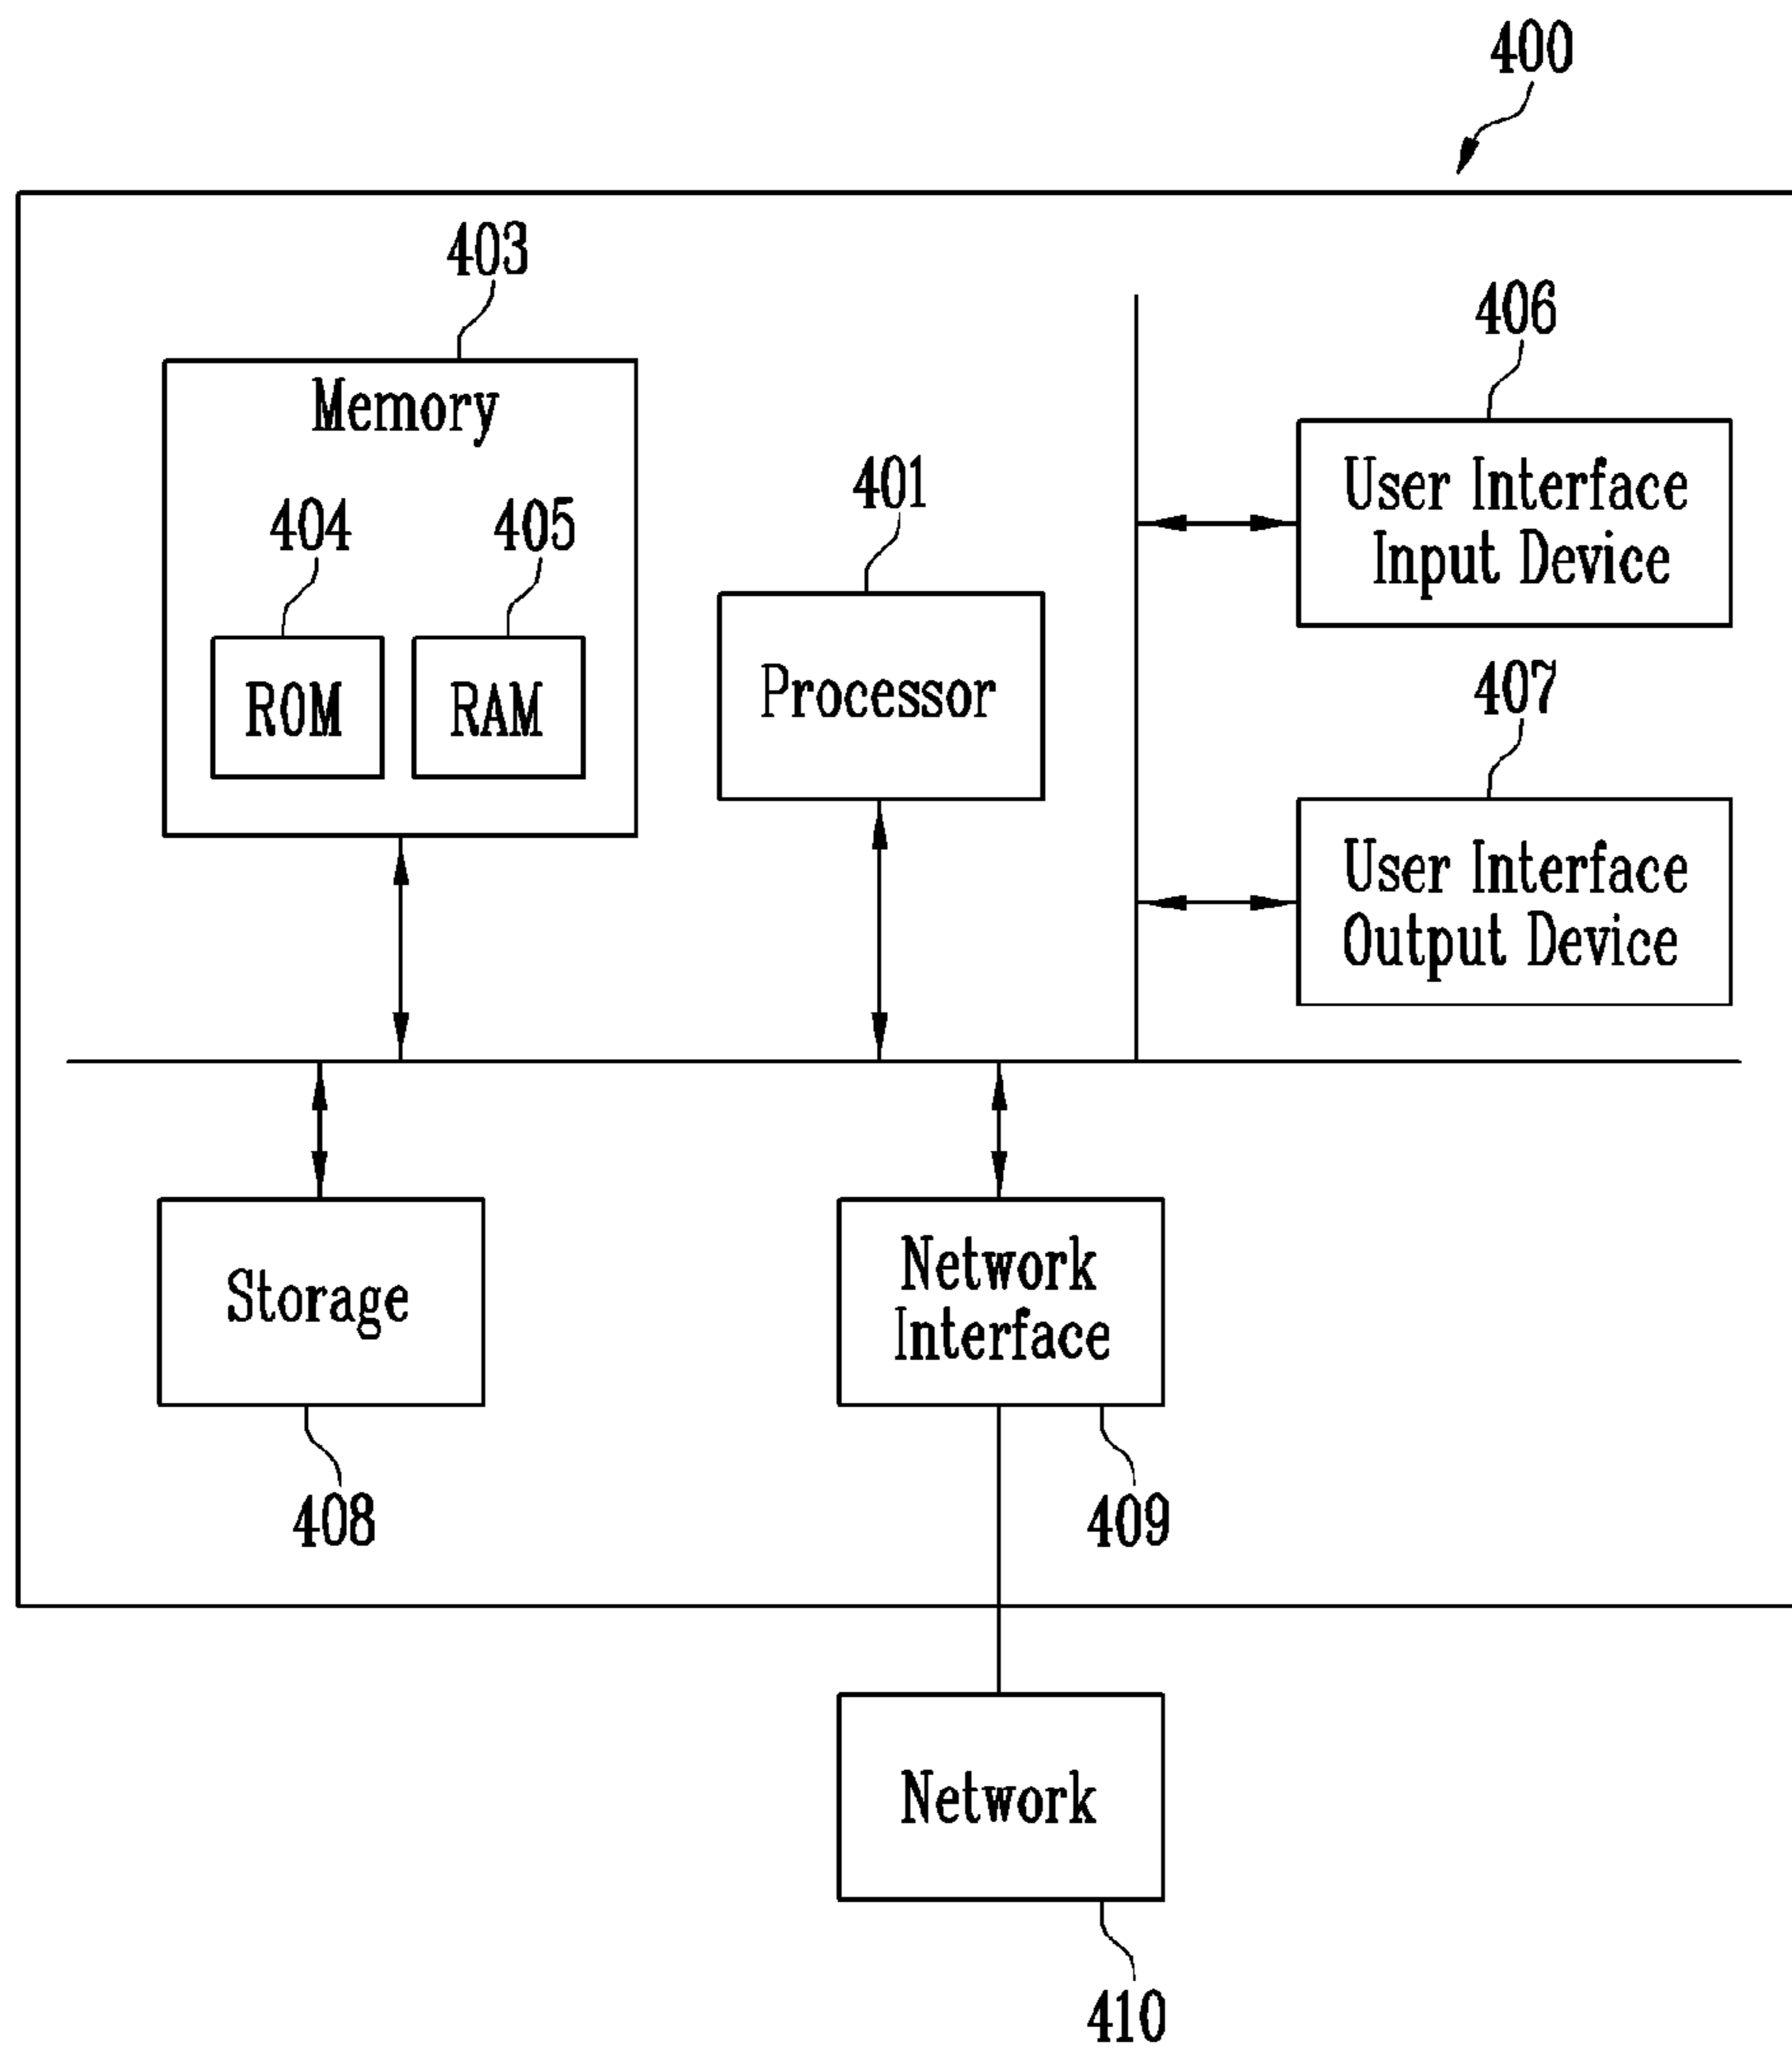 400
403
Memory
404
405
ROM
RAM
401
Processor
406
User Interface
Input Device
407
User Interface
Output Device
Storage
408
Network
Interface
409
Network
410